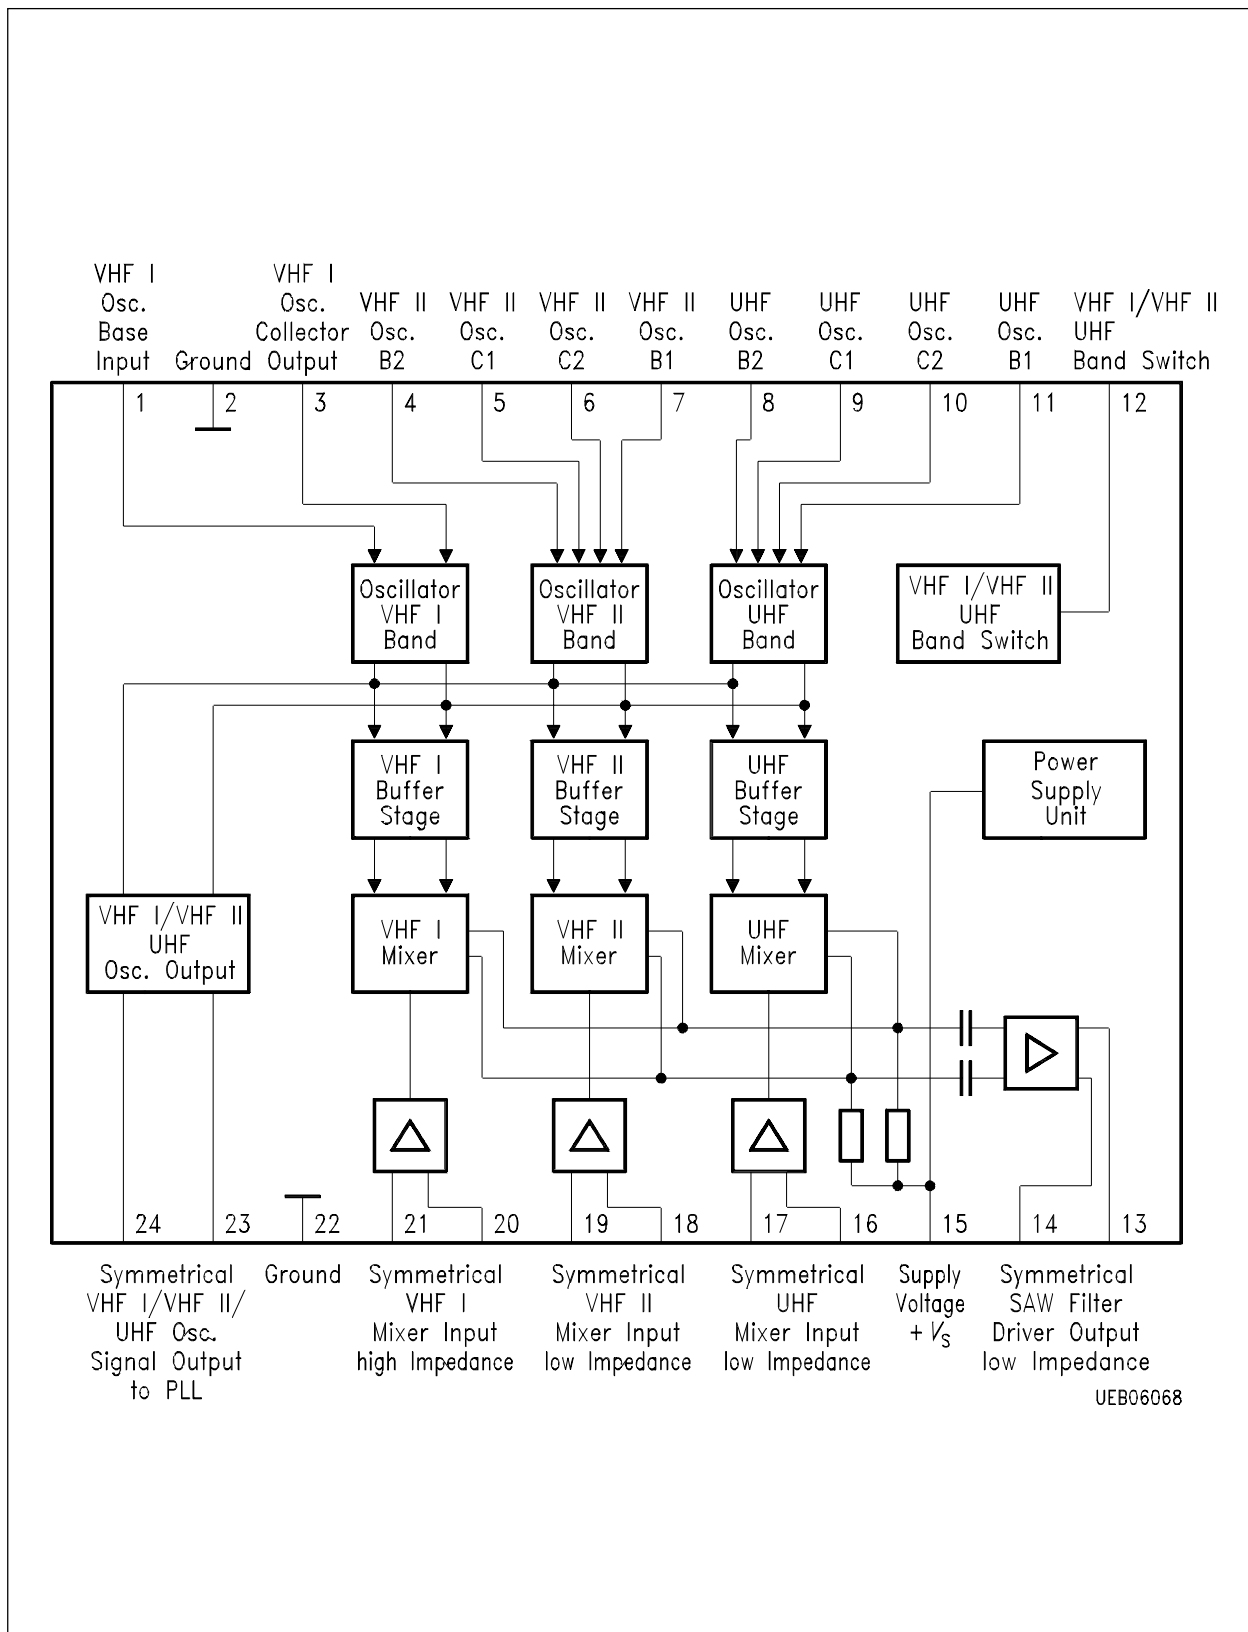 VHF I
Osc.
Base
Input
Ground
VHF I
Osc.
Collector
Output
VHF II
Osc.
B2
VHF II
Osc.
C1
VHF II
Osc.
C2
VHF II
Osc.
B1
UHF
Osc.
B2
UHF
Osc.
C1
UHF
Osc.
C2
UHF
Osc.
B1
VHF I/VHF II
UHF
Band Switch
1 2 3 4 5 6 7 8 9 10 11 12
Oscillator
VHF I
Band
Oscillator
VHF II
Band
Oscillator
UHF
Band
VHF I/VHF II
UHF
Band Switch
VHF I
Buffer
Stage
VHF II
Buffer
Stage
UHF
Buffer
Stage
Power
Supply
Unit
VHF I/VHF II
UHF
Osc. Output
VHF I
Mixer
VHF II
Mixer
UHF
Mixer
24 23 22 21 20 19 18 17 16 15 14 13
Symmetrical
VHF I/VHF II/
UHF Osc.
Signal Output
to PLL
Ground
Symmetrical
VHF I
Mixer Input
high Impedance
Symmetrical
VHF II
Mixer Input
low Impedance
Symmetrical
UHF
Mixer Input
low Impedance
Supply
Voltage
+ VS
Symmetrical
SAW Filter
Driver Output
low Impedance
UEB06068